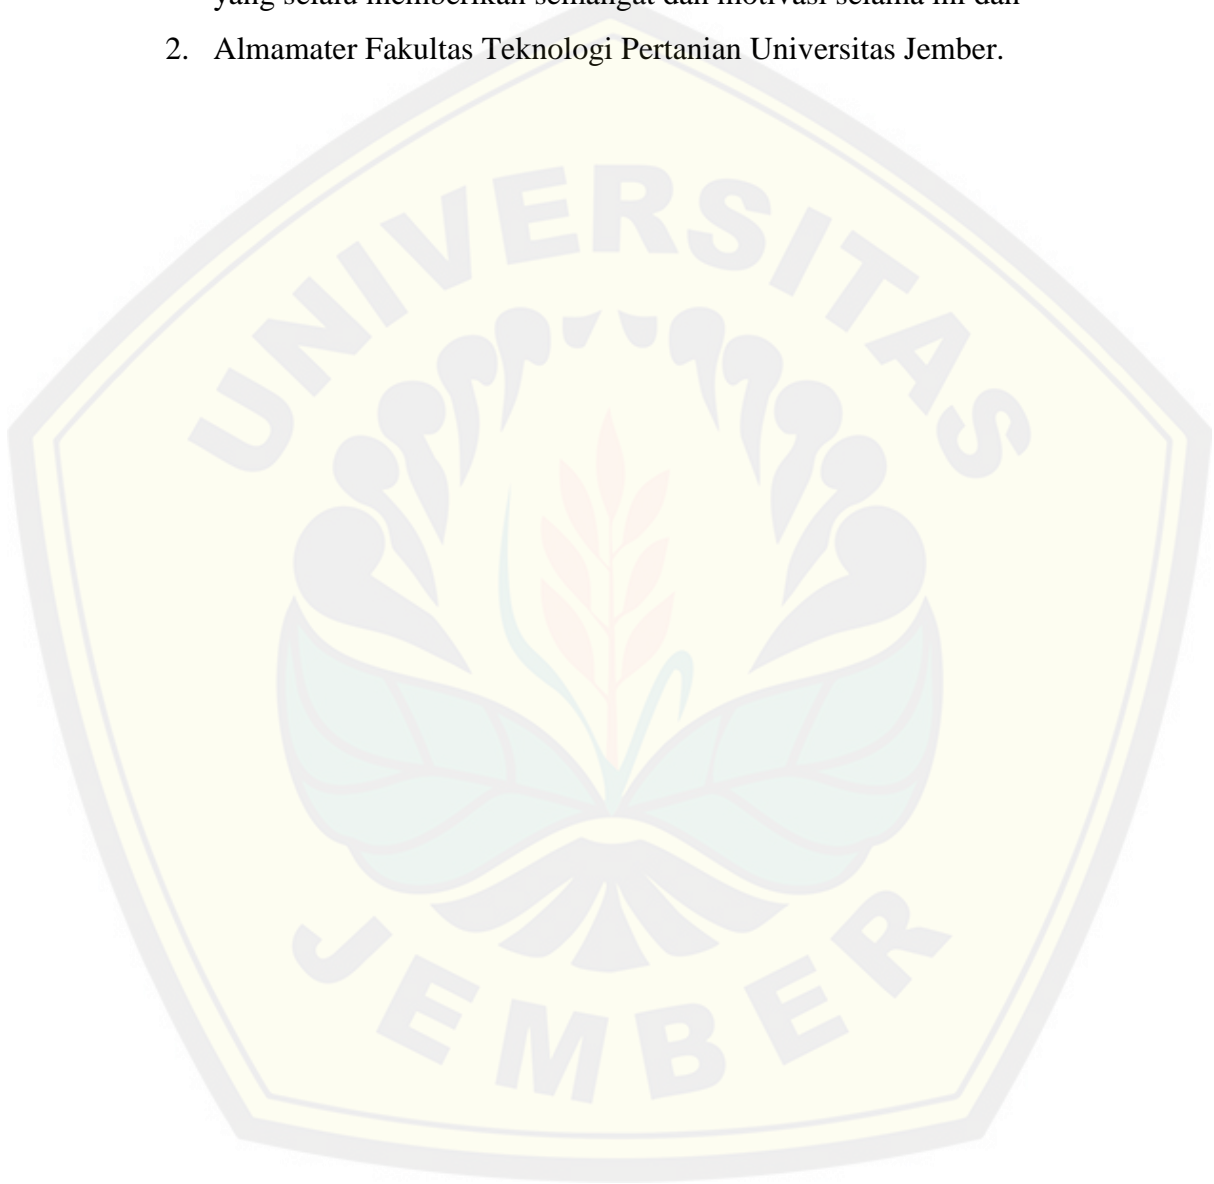 yang selalu memberikan semangat dan motivasi selama ini dan
2. Almamater Fakultas Teknologi Pertanian Universitas Jember.
UNIVERSITAS
JEMBER